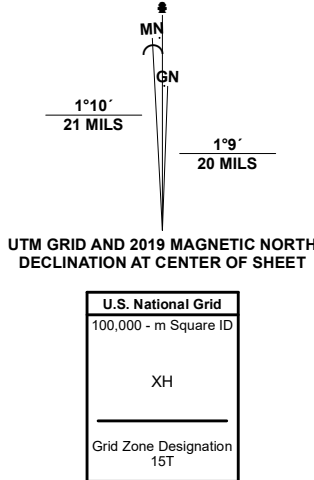 MN
GN
1°10´
21 MILS
1°9´
20 MILS
UTM GRID AND 2019 MAGNETIC NORTH
DECLINATION AT CENTER OF SHEET
U.S. National Grid
100,000 - m Square ID
XH
Grid Zone Designation
15T